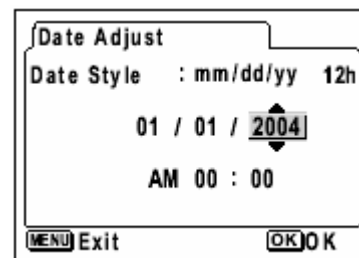 Date Adjust
Date Style : mm/dd/yy 12h
01 / 01 / 2004
AM 00 : 00
MENU Exit OK OK